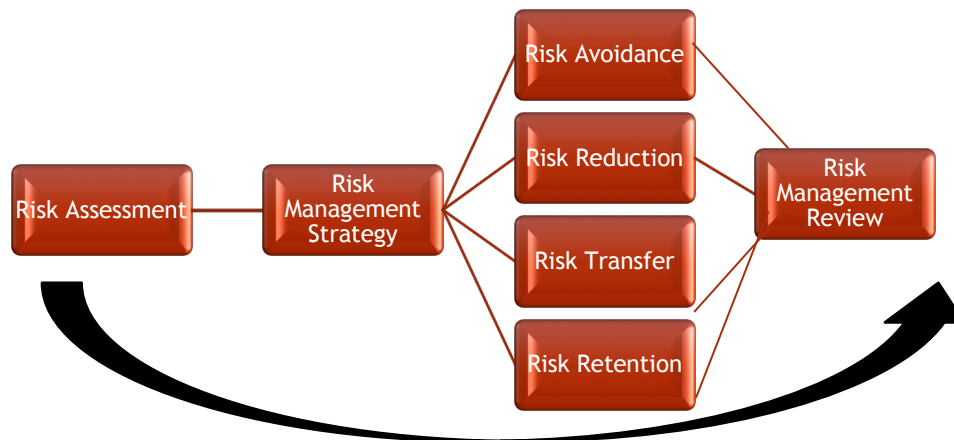 Risk Assessment
Risk
Management
Strategy
Risk Avoidance
Risk Reduction
Risk Transfer
Risk Retention
Risk
Management
Review